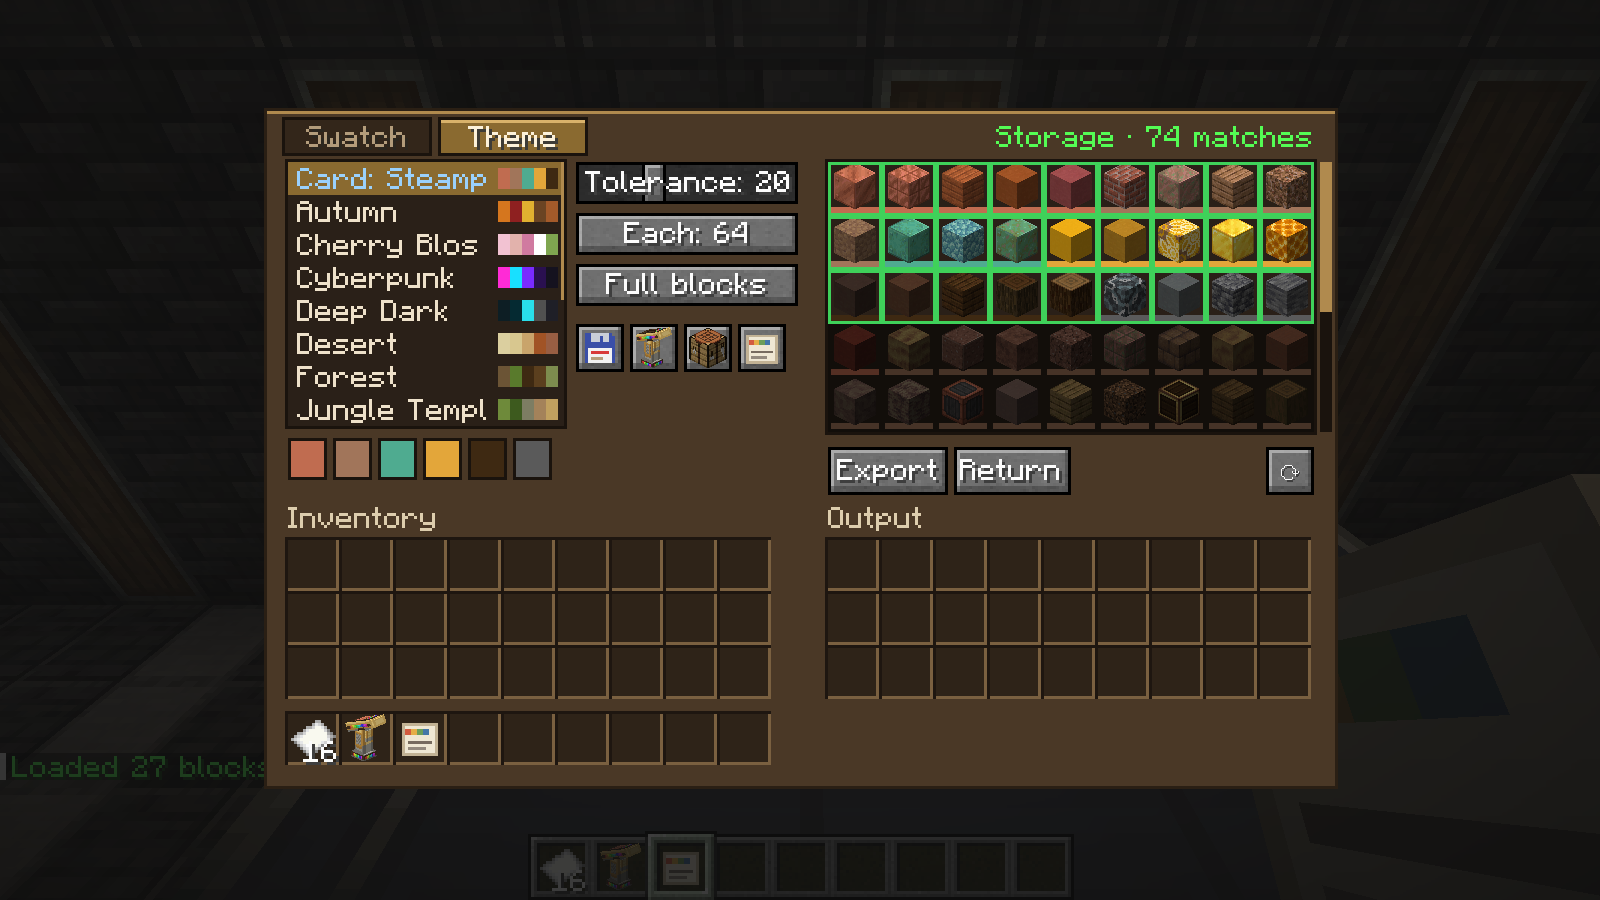 Swatch
Theme
Storage · 74 matches
Card: Steamp
Autumn
Cherry Blos
Cyberpunk
Deep Dark
Desert
Forest
Jungle Templ
Tolerance: 20
Each: 64
Full blocks
Export
Return
Inventory
Output
16
Loaded 27 blocks
16